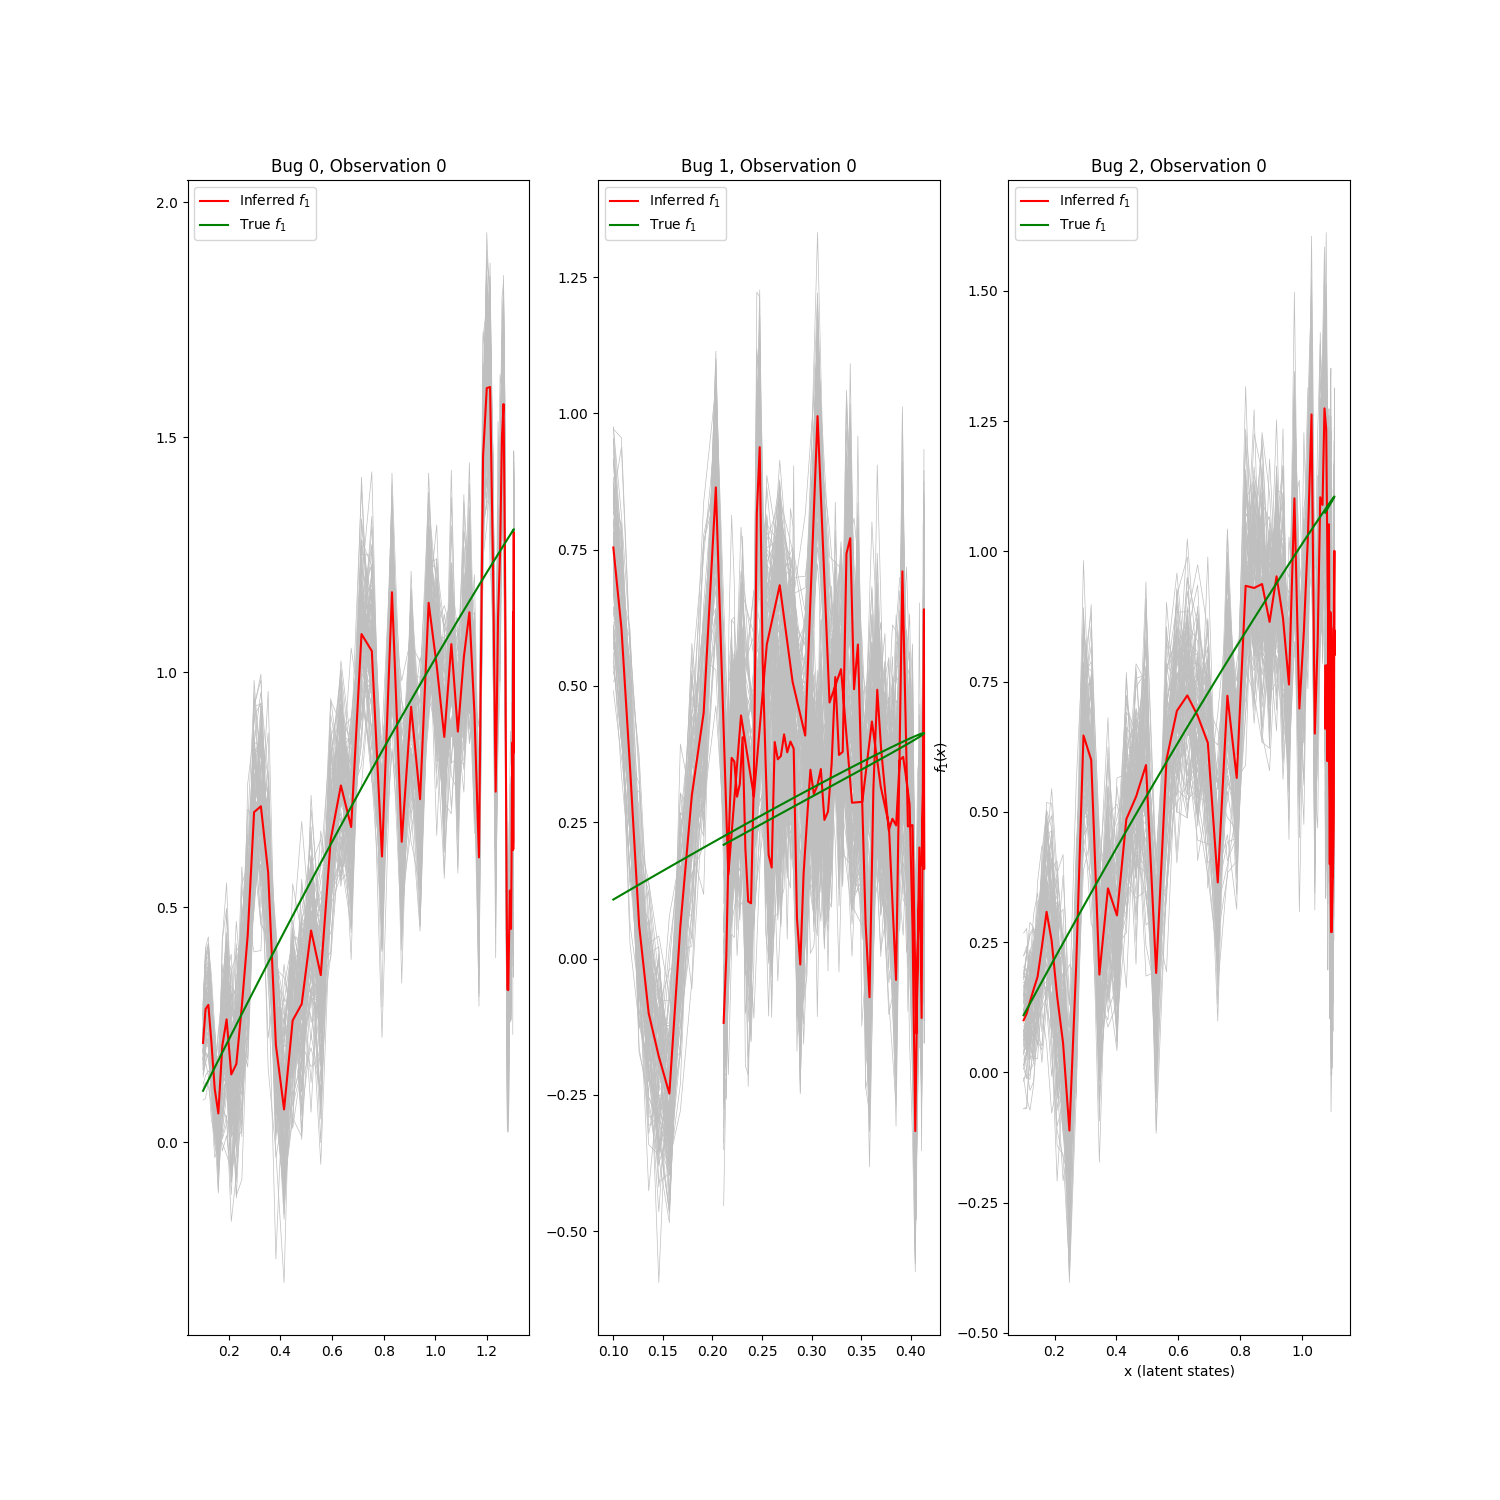 Bug 0, Observation 0
Inferred f₁
True f₁
2.0
1.5
1.0
0.5
0.0
0.2 0.4 0.6 0.8 1.0 1.2
Bug 1, Observation 0
Inferred f₁
True f₁
1.25
1.00
0.75
0.50
0.25
0.00
−0.25
−0.50
0.10 0.15 0.20 0.25 0.30 0.35 0.40
Bug 2, Observation 0
Inferred f₁
True f₁
f₁(x)
1.50
1.25
1.00
0.75
0.50
0.25
0.00
−0.25
−0.50
0.2 0.4 0.6 0.8 1.0
x (latent states)